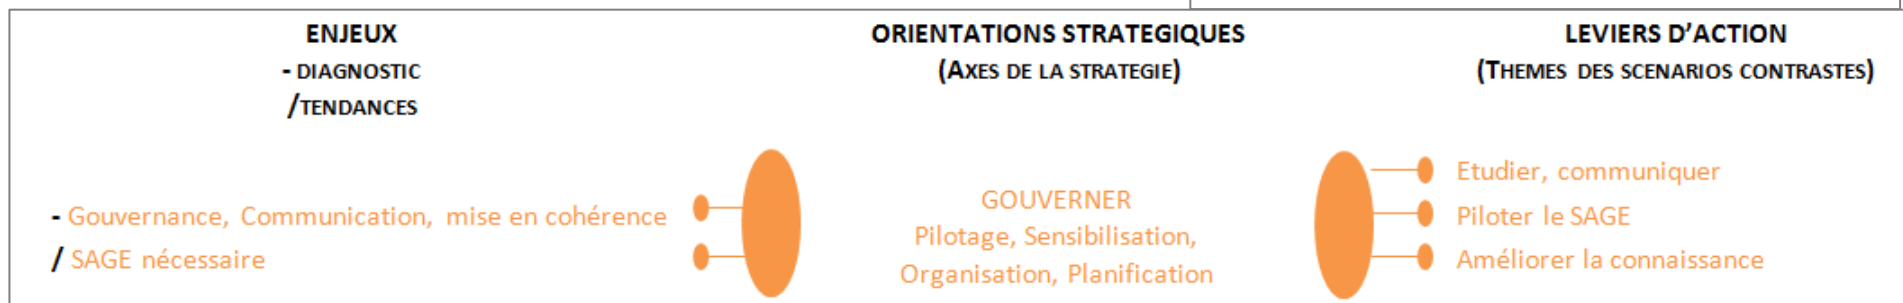 ENJEUX
- DIAGNOSTIC
/TENDANCES
ORIENTATIONS STRATEGIQUES
(AXES DE LA STRATEGIE)
LEVIERS D’ACTION
(THEMES DES SCENARIOS CONTRASTES)
- Gouvernance, Communication, mise en cohérence
/ SAGE nécessaire
GOUVERNER
Pilotage, Sensibilisation,
Organisation, Planification
Etudier, communiquer
Piloter le SAGE
Améliorer la connaissance